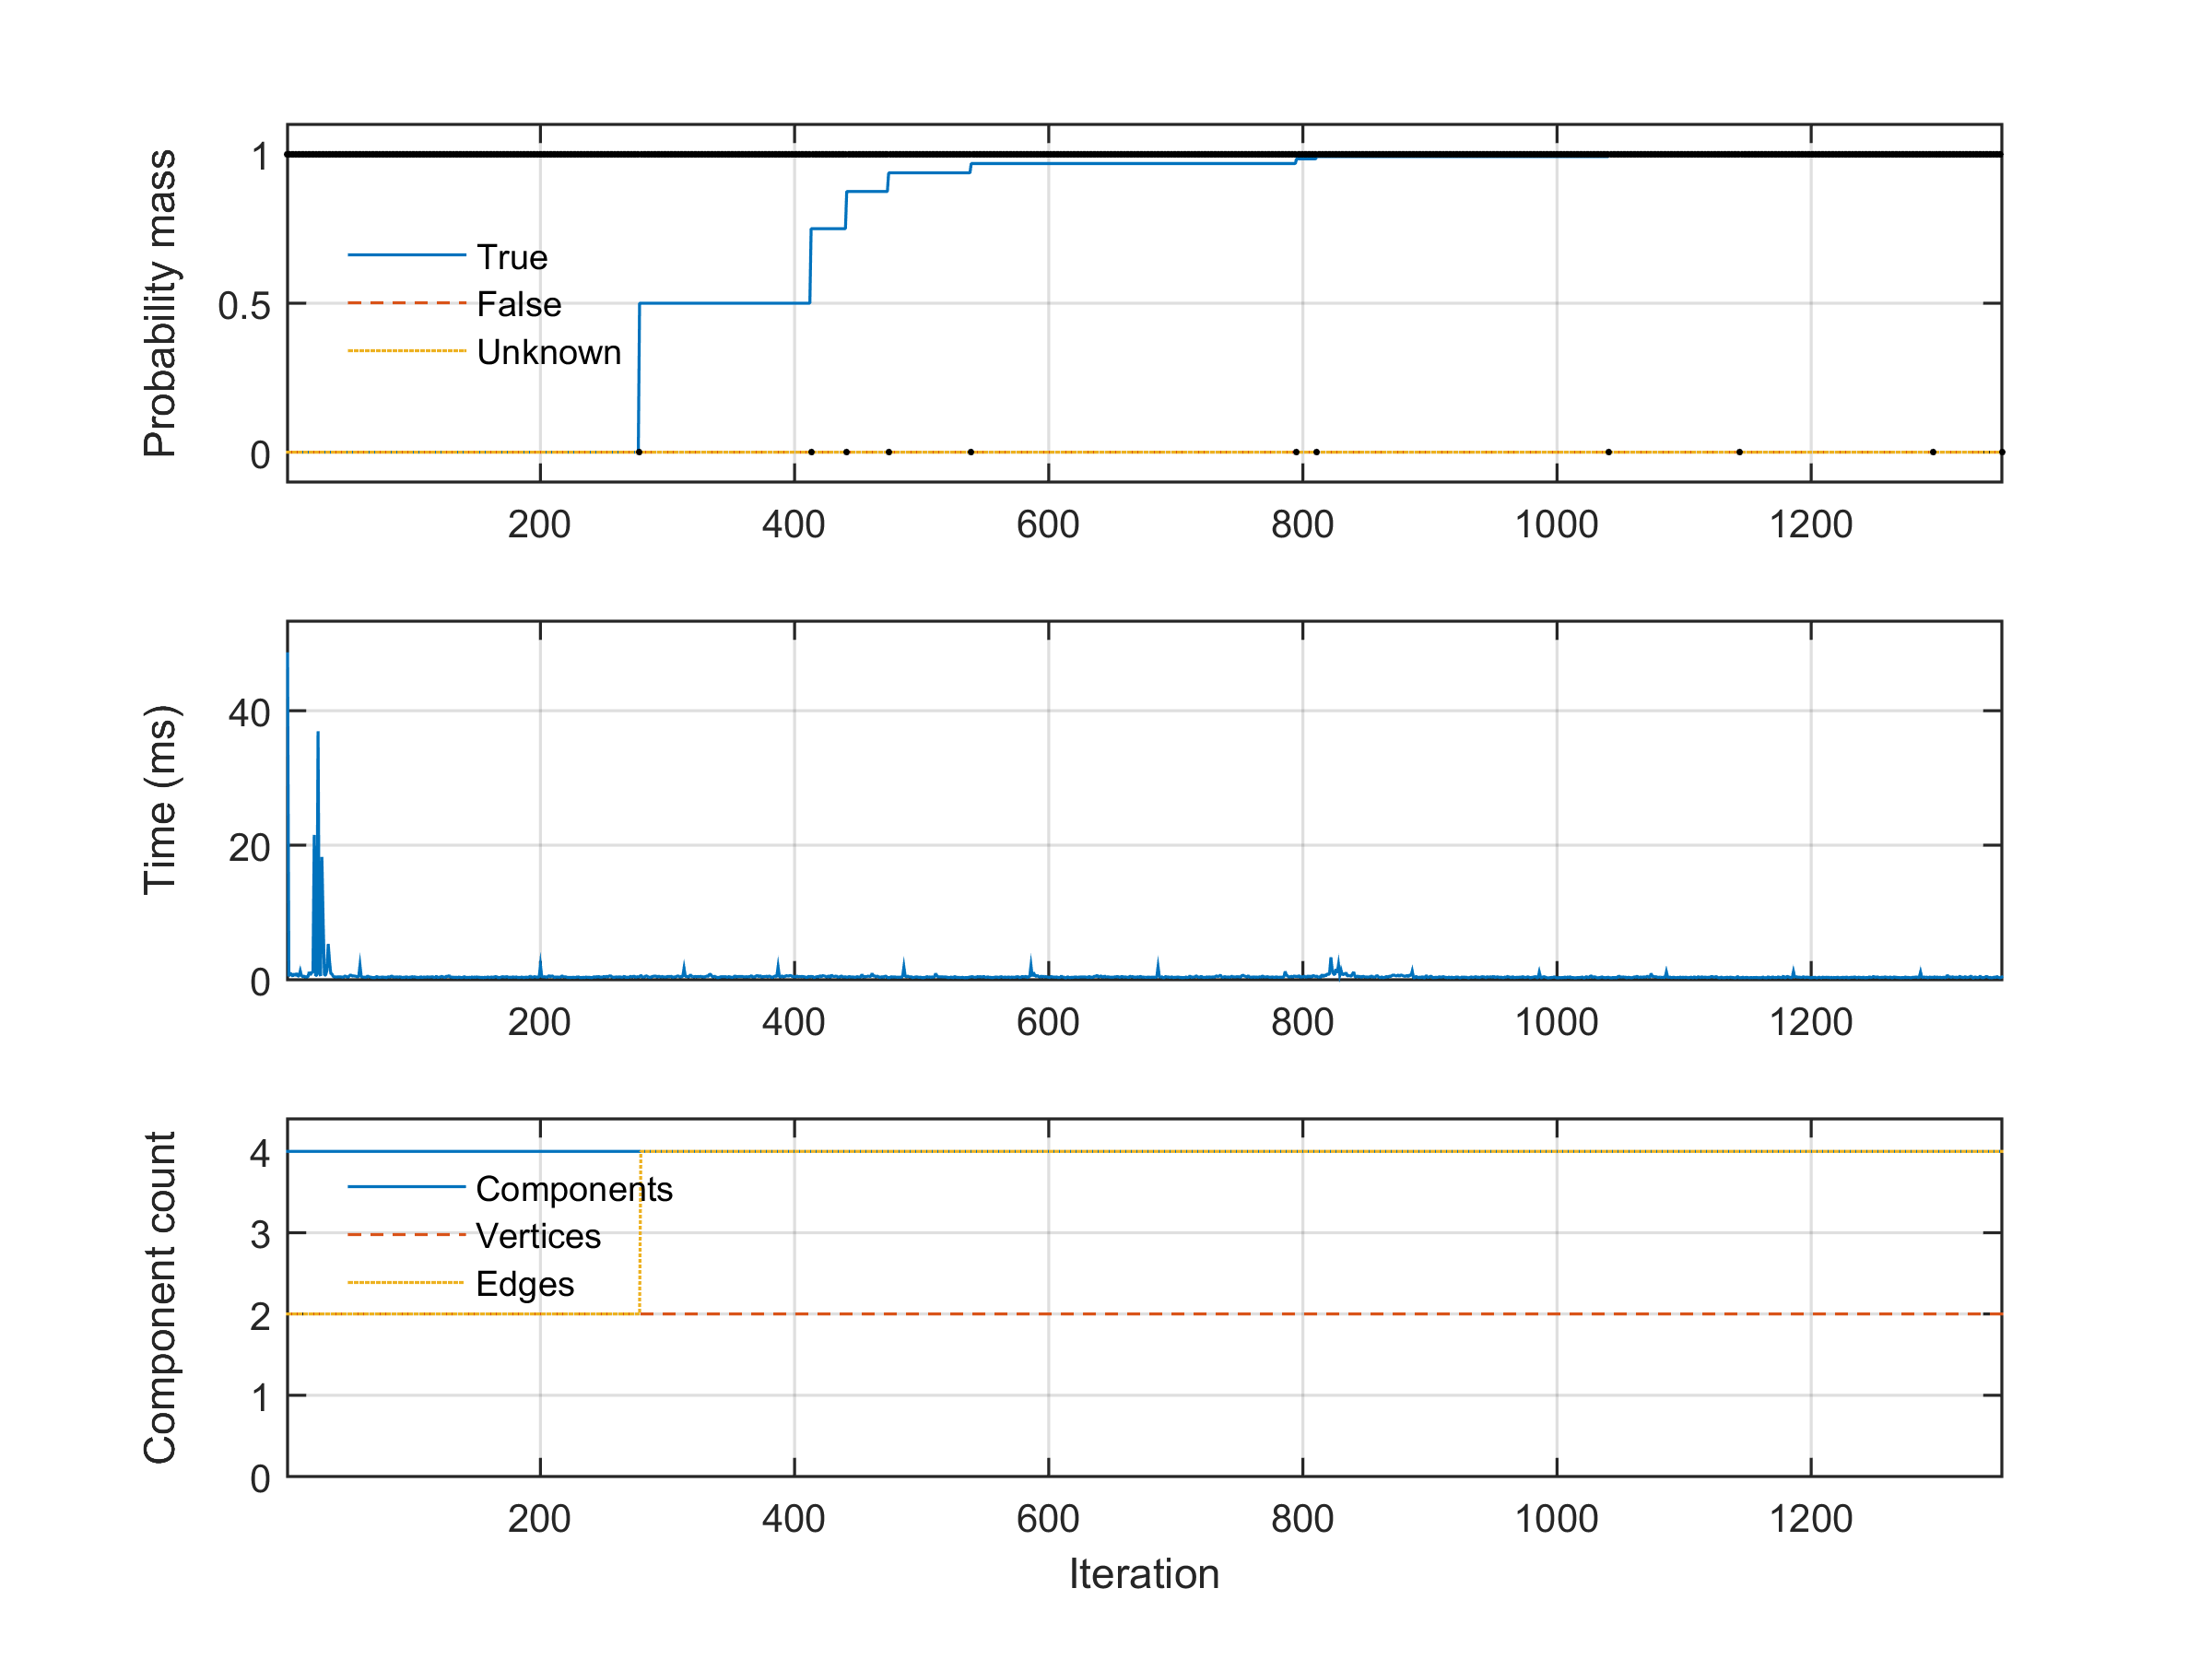 Probability mass
1
0.5
0
True
False
Unknown
200 400 600 800 1000 1200
Time (ms)
40
20
0
200 400 600 800 1000 1200
Component count
4
3
2
1
0
Components
Vertices
Edges
200 400 600 800 1000 1200
Iteration